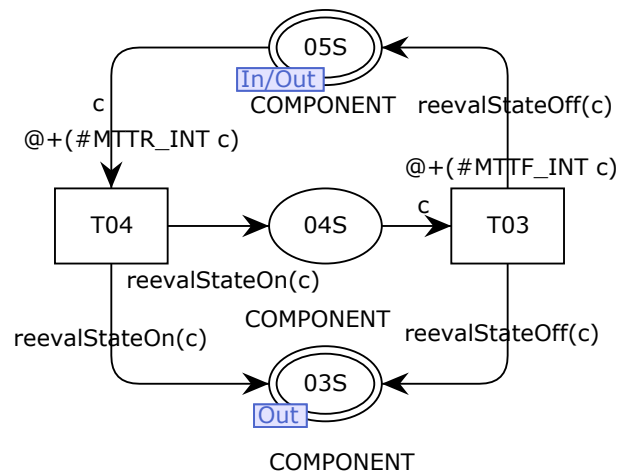 05S
In/Out
COMPONENT
reevalStateOff(c)
c
@+(#MTTR_INT c)
@+(#MTTF_INT c)
T04
04S
c
T03
reevalStateOn(c)
COMPONENT
reevalStateOn(c)
reevalStateOff(c)
03S
Out
COMPONENT